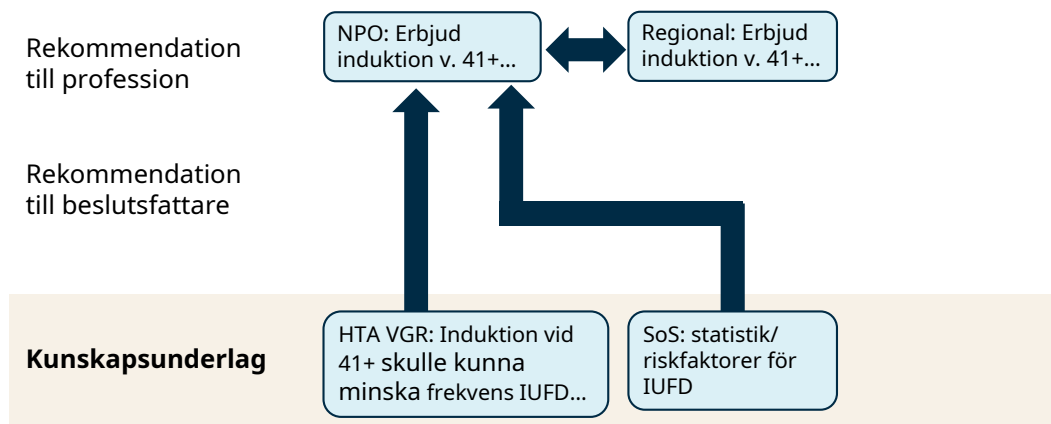 Rekommendation
till profession
NPO: Erbjud
induktion v. 41+...
Regional: Erbjud
induktion v. 41+...
Rekommendation
till beslutsfattare
Kunskapsunderlag
HTA VGR: Induktion vid
41+ skulle kunna
minska frekvens IUFD...
SoS: statistik/
riskfaktorer för
IUFD